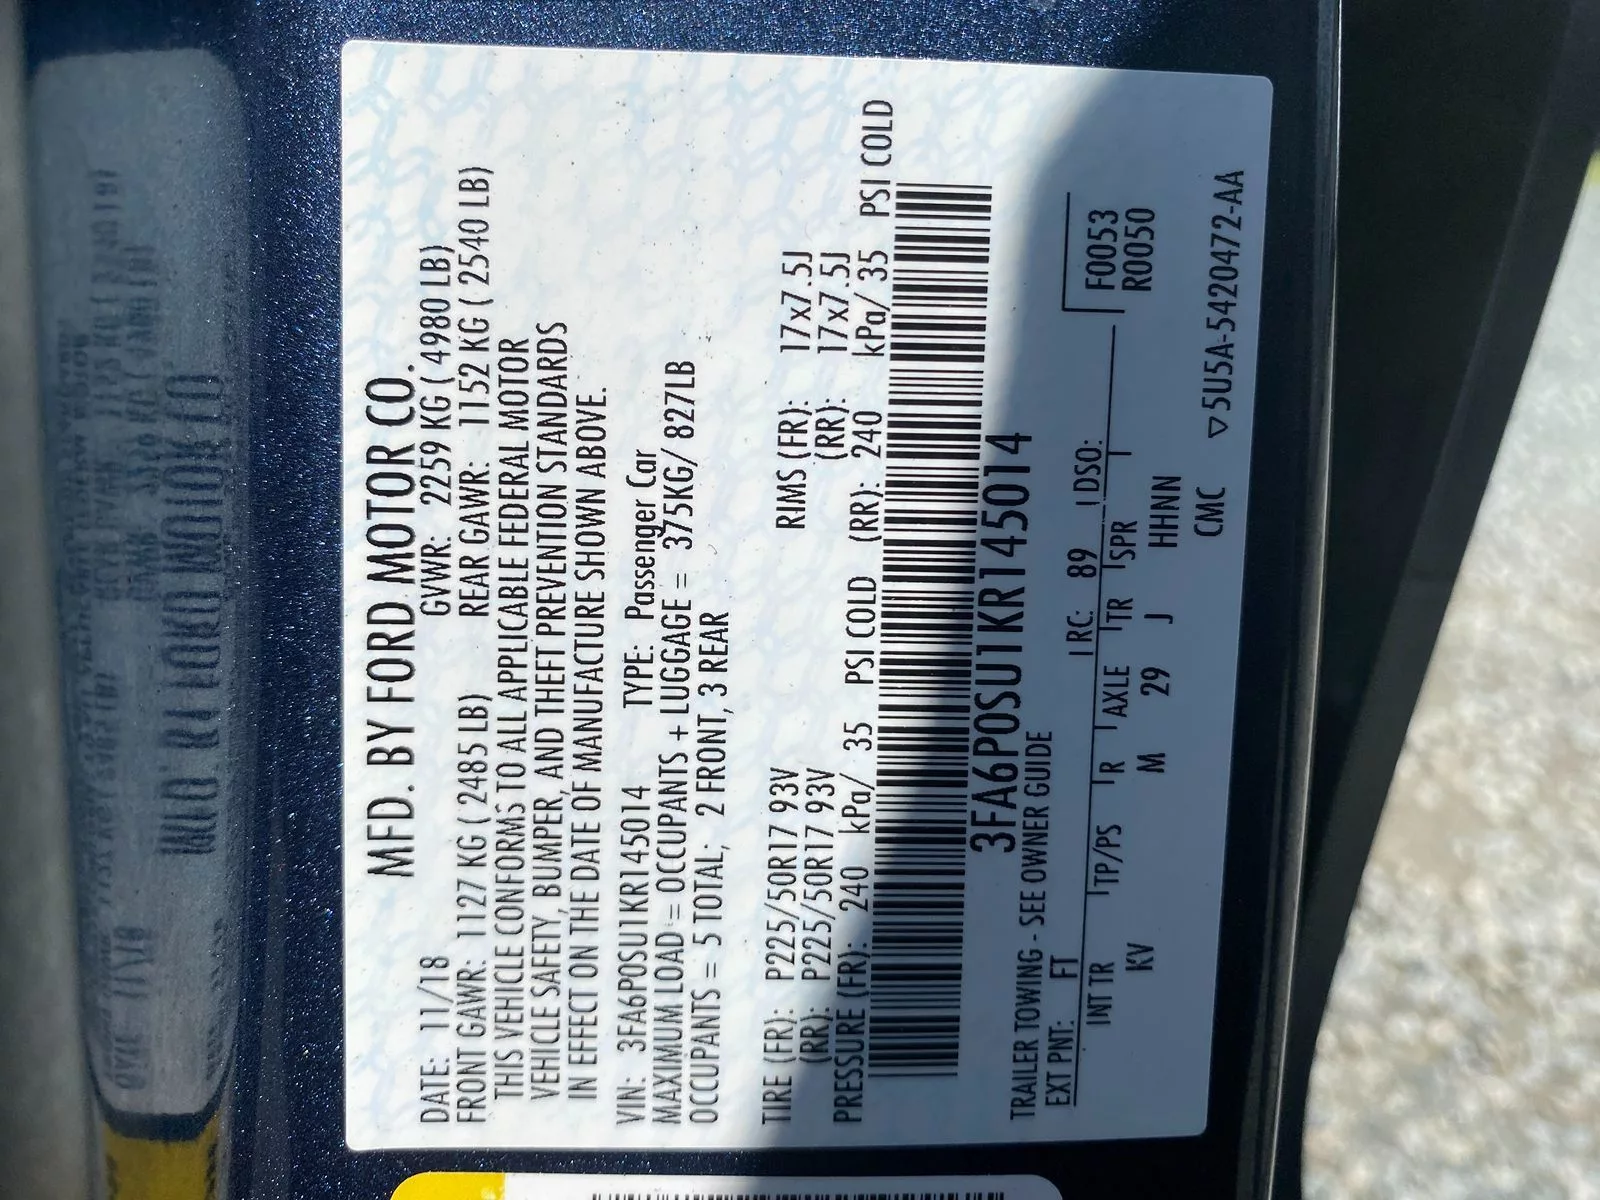 MFD. BY FORD MOTOR CO.
DATE: 11/18 GVWR: 2259 KG ( 4980 LB)
FRONT GAWR: 1127 KG ( 2485 LB) REAR GAWR: 1152 KG ( 2540 LB)
THIS VEHICLE CONFORMS TO ALL APPLICABLE FEDERAL MOTOR
VEHICLE SAFETY, BUMPER, AND THEFT PREVENTION STANDARDS
IN EFFECT ON THE DATE OF MANUFACTURE SHOWN ABOVE.
VIN: 3FA6P0SU1KR145014 TYPE: Passenger Car
MAXIMUM LOAD = OCCUPANTS + LUGGAGE = 375KG/ 827LB
OCCUPANTS = 5 TOTAL; 2 FRONT, 3 REAR
TIRE (FR): P225/50R17 93V RIMS (FR): 17x7.5J
(RR): P225/50R17 93V (RR): 17x7.5J
PRESSURE (FR): 240 kPa/ 35 PSI COLD (RR): 240 kPa/ 35 PSI COLD
3FA6P0SU1KR145014
TRAILER TOWING - SEE OWNER GUIDE
EXT PNT: FT RC: 89 DSO:
INT TR TP/PS R AXLE TR SPR
KV M 29 J HHNN
F0053
R0050
CMC ▽5U5A-54204​72-AA